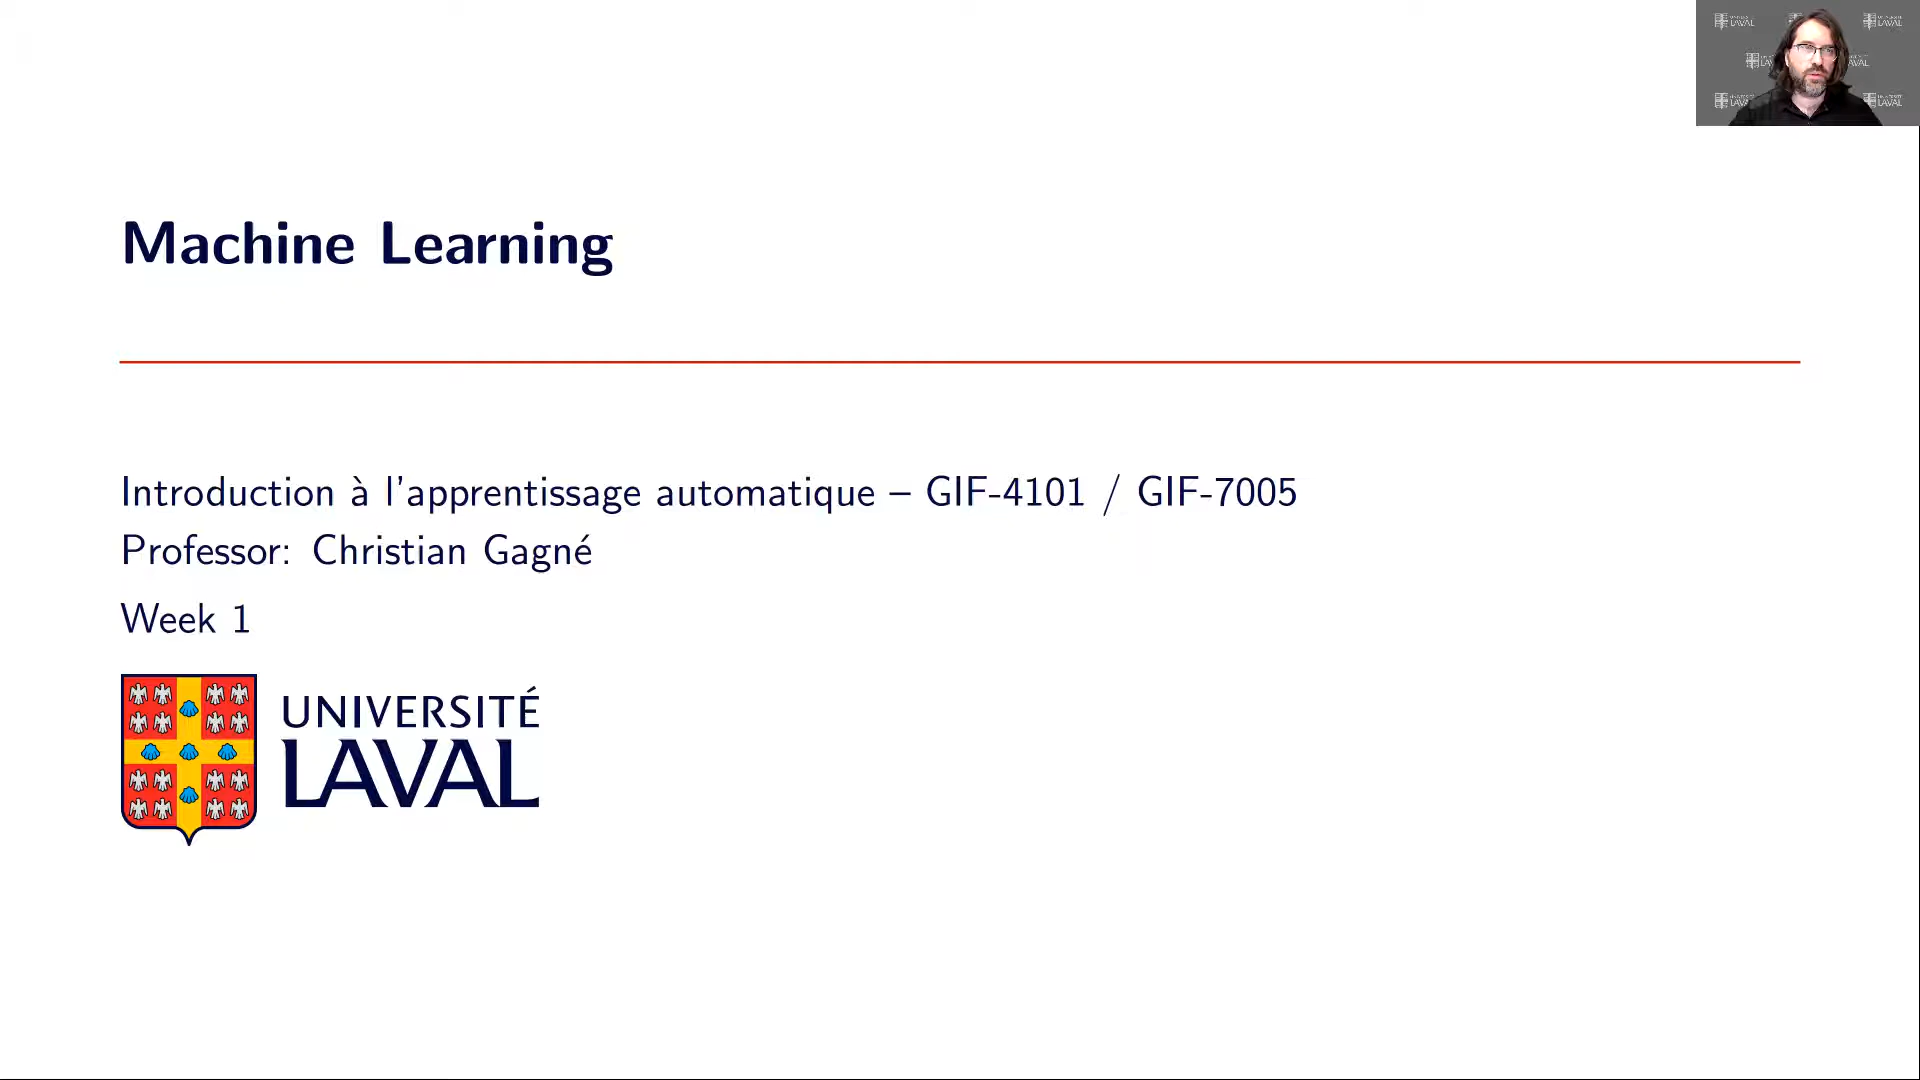 Machine Learning
Introduction à l'apprentissage automatique – GIF-4101 / GIF-7005
Professor: Christian Gagné
Week 1
UNIVERSITÉ
LAVAL